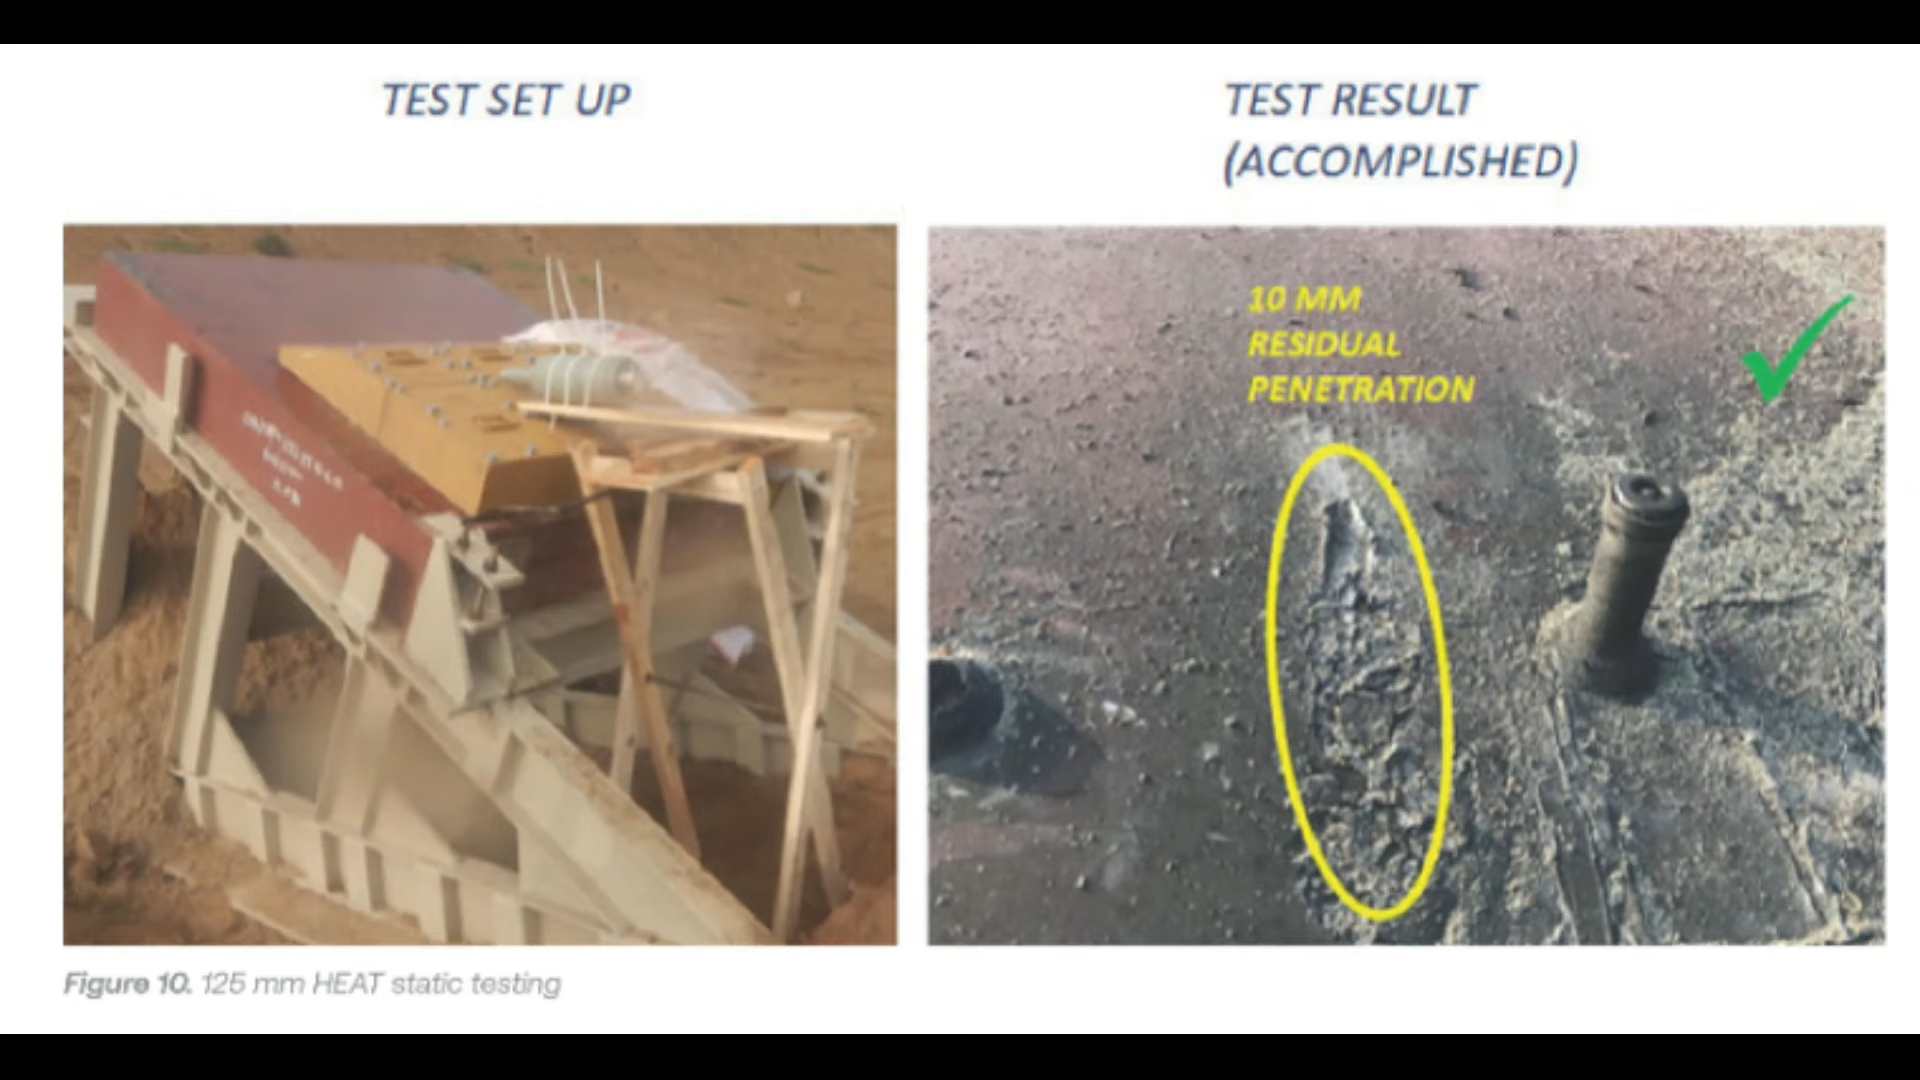 TEST SET UP
TEST RESULT
(ACCOMPLISHED)
10 MM
RESIDUAL
PENETRATION
Figure 10. 125 mm HEAT static testing